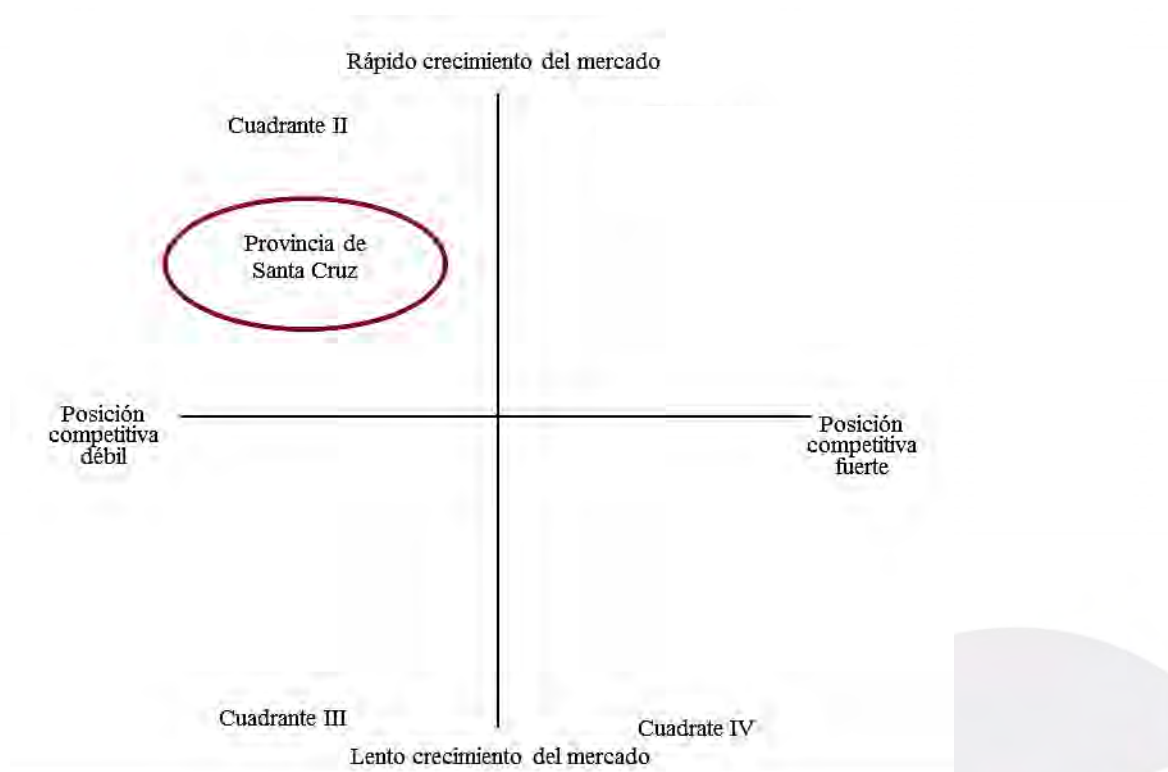 Rápido crecimiento del mercado
Cuadrante II
Provincia de
Santa Cruz
Posición
competitiva
débil
Posición
competitiva
fuerte
Cuadrante III
Cuadrate IV
Lento crecimiento del mercado